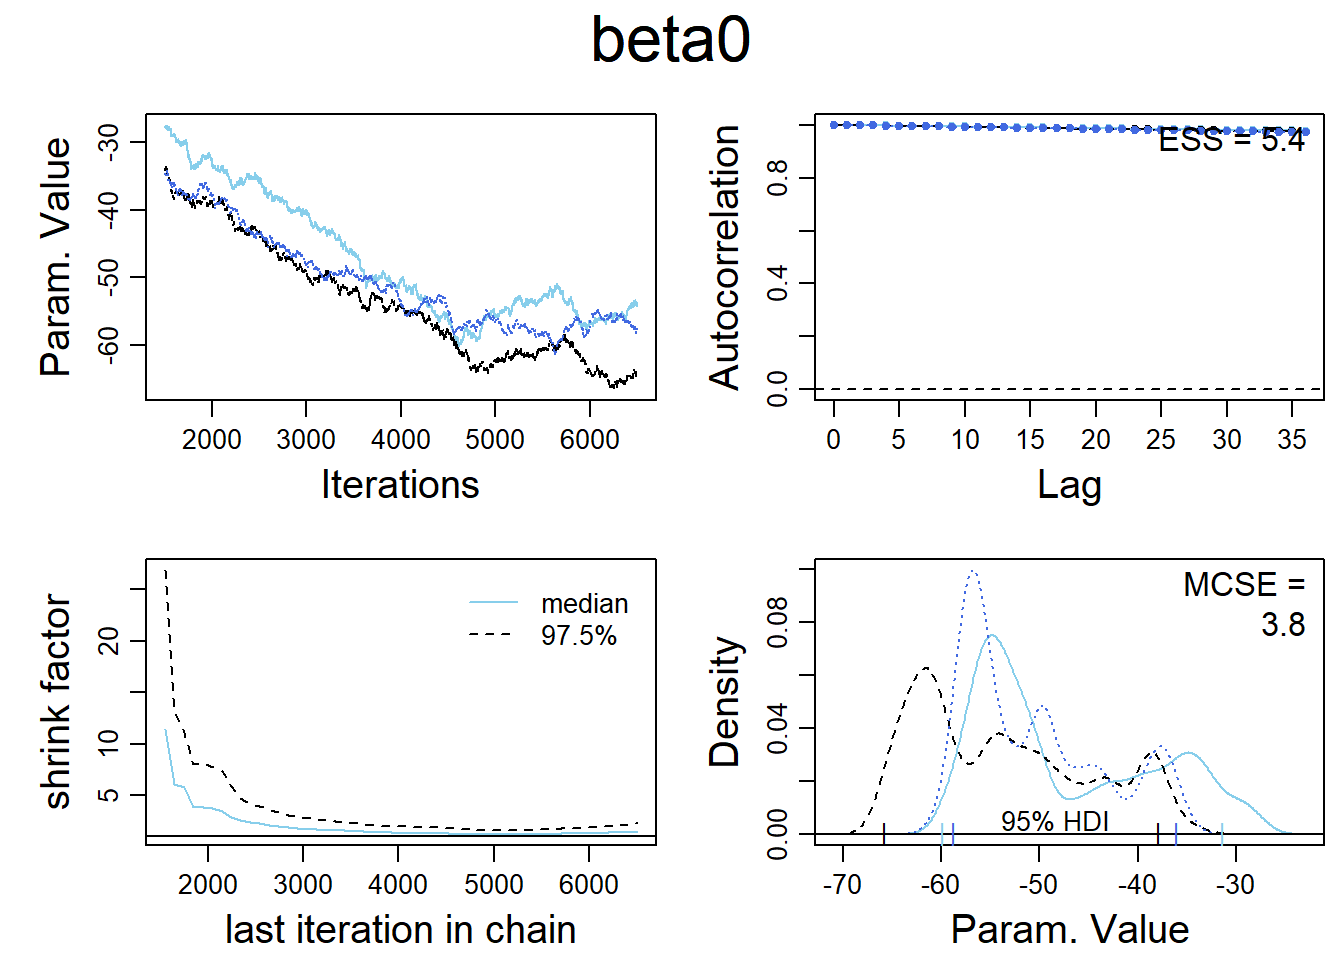 beta0
Param. Value
-30
-40
-50
-60
2000 3000 4000 5000 6000
Iterations
Autocorrelation
0.8
0.4
0.0
ESS = 5.4
0 5 10 15 20 25 30 35
Lag
shrink factor
20
10
5
median
97.5%
2000 3000 4000 5000 6000
last iteration in chain
Density
0.08
0.04
0.00
MCSE =
3.8
95% HDI
-70 -60 -50 -40 -30
Param. Value